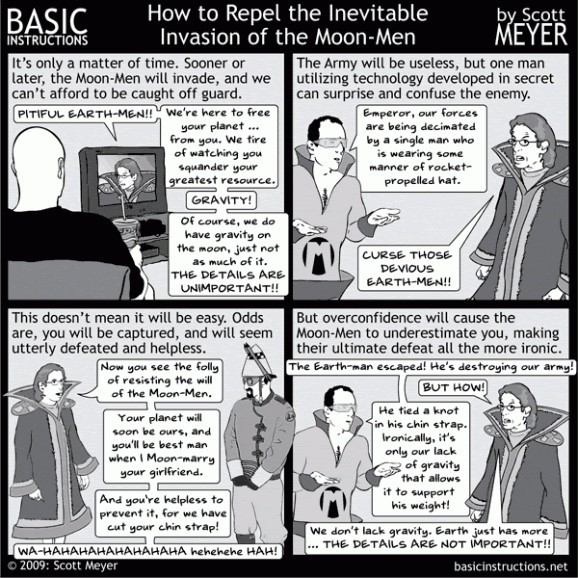 BASIC
INSTRUCTIONS
How to Repel the Inevitable
Invasion of the Moon-Men
by Scott
MEYER
It's only a matter of time. Sooner or
later, the Moon-Men will invade, and we
can't afford to be caught off guard.
PITIFUL EARTH-MEN!!
We're here to free
your planet ...
from you. We tire
of watching you
squander your
greatest resource.
GRAVITY!
Of course, we do
have gravity on
the moon, just not
as much of it.
THE DETAILS ARE
UNIMPORTANT!!
The Army will be useless, but one man
utilizing technology developed in secret
can surprise and confuse the enemy.
Emperor, our forces
are being decimated
by a single man who
is wearing some
manner of rocket-
propelled hat.
CURSE THOSE
DEVIOUS
EARTH-MEN!!
M
This doesn't mean it will be easy. Odds
are, you will be captured, and will seem
utterly defeated and helpless.
Now you see the folly
of resisting the will
of the Moon-Men.
Your planet will
soon be ours, and
you'll be best man
when I Moon-marry
your girlfriend.
And you're helpless to
prevent it, for we have
cut your chin strap!
WA-HAHAHAHAHAHAHAHA hehehehe HAH!
But overconfidence will cause the
Moon-Men to underestimate you, making
their ultimate defeat all the more ironic.
The Earth-man escaped! He's destroying our army!
BUT HOW!
He tied a knot
in his chin strap.
Ironically, it's
only our lack
of gravity
that allows
it to support
his weight!
M
We don't lack gravity. Earth just has more
... THE DETAILS ARE NOT IMPORTANT!!
© 2009: Scott Meyer
basicinstructions.net